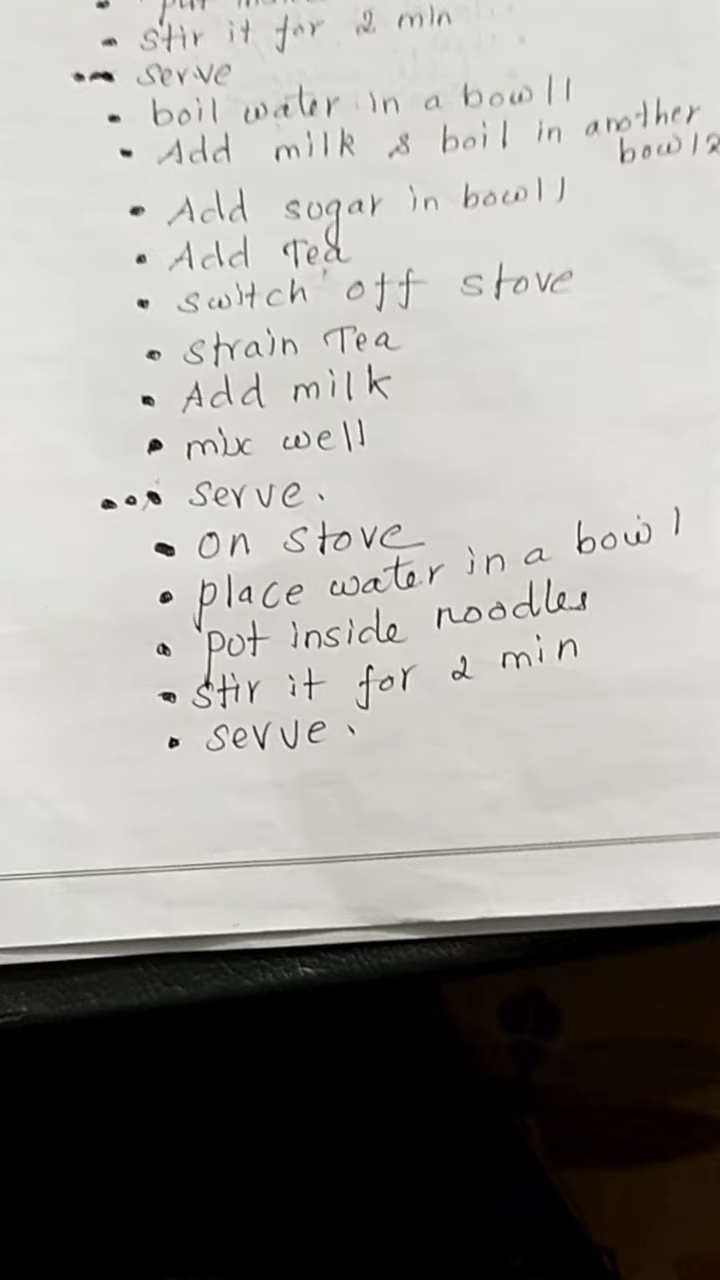 • stir it for 2 min
•• serve
• boil water in a bowl1
• Add milk & boil in another
bowl2
• Add sogar in bowl1
• Add Tea
• switch off stove
• strain Tea
• Add milk
• mix well
••• serve.
• on stove
• place water in a bowl
• pot inside noodles
• stir it for 2 min
• serve.